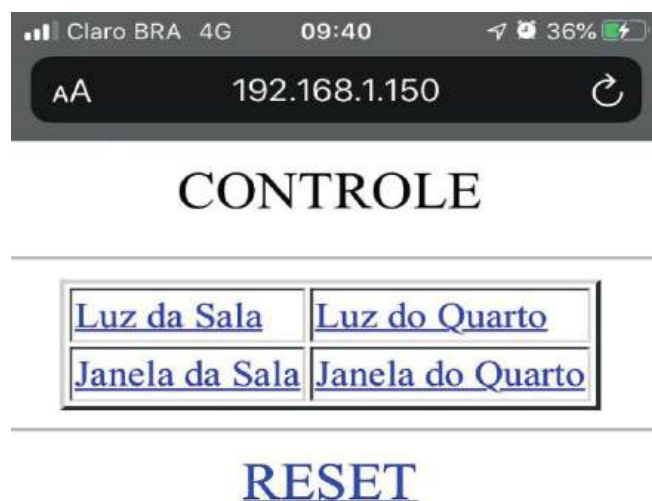 Claro BRA 4G 09:40 36%
AA 192.168.1.150
CONTROLE
Luz da Sala Luz do Quarto
Janela da Sala Janela do Quarto
RESET